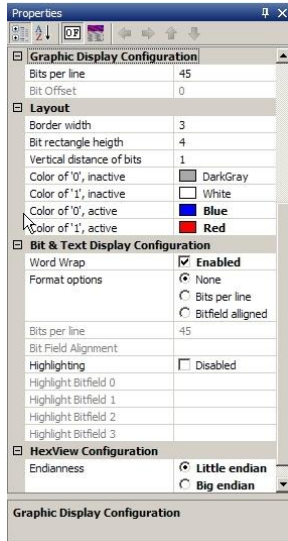 Properties
Graphic Display Configuration
Bits per line 45
Bit Offset 0
Layout
Border width 3
Bit rectangle heigth 4
Vertical distance of bits 1
Color of '0', inactive DarkGray
Color of '1', inactive White
Color of '0', active Blue
Color of '1', active Red
Bit & Text Display Configuration
Word Wrap Enabled
Format options None
Bits per line
Bitfield alligned
Bits per line 45
Bit Field Alignment
Highlighting Disabled
Highlight Bitfield 0
Highlight Bitfield 1
Highlight Bitfield 2
Highlight Bitfield 3
HexView Configuration
Endianness Little endian
Big endian
Graphic Display Configuration